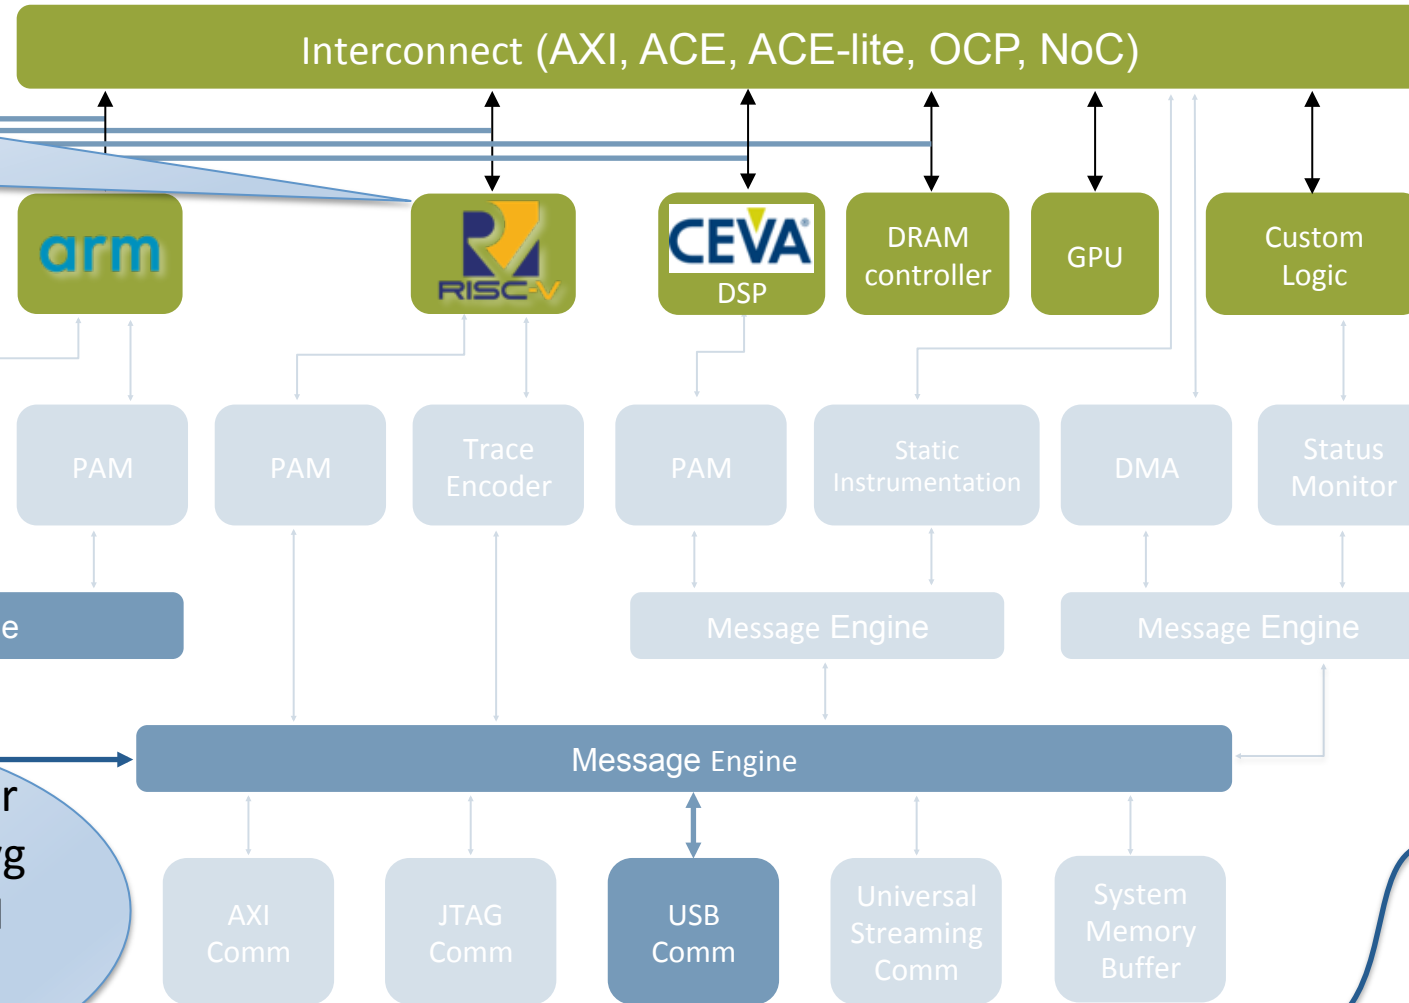 Interconnect (AXI, ACE, ACE-lite, OCP, NoC)
arm
RISC-V
CEVA
DSP
DRAM
controller
GPU
Custom
Logic
PAM
PAM
Trace
Encoder
PAM
Static
Instrumentation
DMA
Status
Monitor
e
Message Engine
Message Engine
Message Engine
r
g
AXI
Comm
JTAG
Comm
USB
Comm
Universal
Streaming
Comm
System
Memory
Buffer